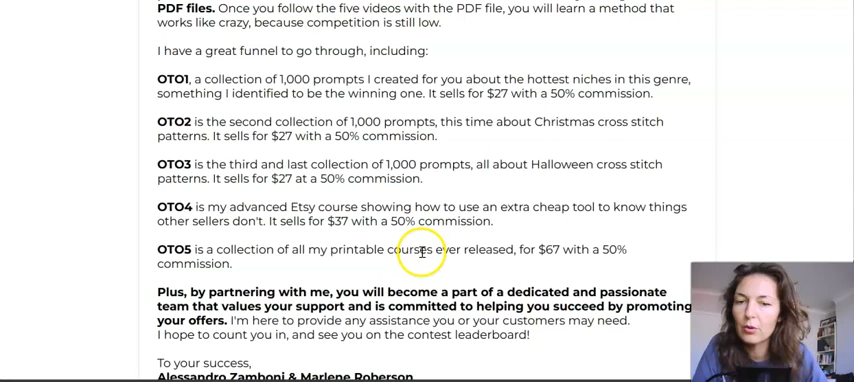 PDF files. Once you follow the five videos with the PDF file, you will learn a method that
works like crazy, because competition is still low.
I have a great funnel to go through, including:
OTO1, a collection of 1,000 prompts I created for you about the hottest niches in this genre,
something I identified to be the winning one. It sells for $27 with a 50% commission.
OTO2 is the second collection of 1,000 prompts, this time about Christmas cross stitch
patterns. It sells for $27 with a 50% commission.
OTO3 is the third and last collection of 1,000 prompts, all about Halloween cross stitch
patterns. It sells for $27 at a 50% commission.
OTO4 is my advanced Etsy course showing how to use an extra cheap tool to know things
other sellers don't. It sells for $37 with a 50% commission.
OTO5 is a collection of all my printable courses ever released, for $67 with a 50%
commission.
Plus, by partnering with me, you will become a part of a dedicated and passionate
team that values your support and is committed to helping you succeed by promoting
your offers. I'm here to provide any assistance you or your customers may need.
I hope to count you in, and see you on the contest leaderboard!
To your success,
Alessandro Zamboni & Marlene Roberson